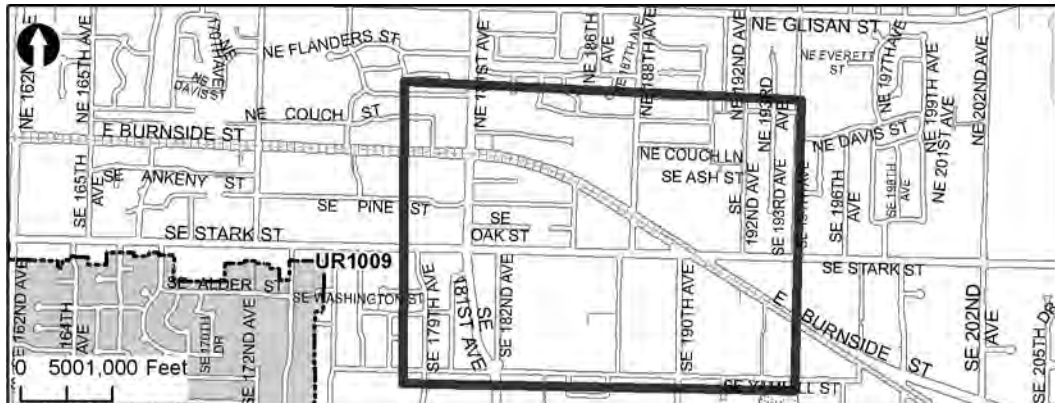 NE GLISAN ST
NE 162ND
NE 165TH AVE
170TH AVE
NE
NE DAVIS ST
NE FLANDERS ST
NE 181ST AVE
NE 186TH AVE
NE 187TH AVE
NE 188TH AVE
NE 192ND AVE
NE 193RD AVE
NE EVERETT ST
NE 197TH AVE
NE 199TH AVE
NE 201ST AVE
NE 202ND AVE
NE COUCH ST
E BURNSIDE ST
NE DAVIS ST
NE COUCH LN
SE ASH ST
SE 165TH AVE
SE ANKENY ST
SE PINE ST
SE OAK ST
SE 192ND AVE
SE 193RD AVE
SE 196TH AVE
SE 198TH AVE
SE STARK ST
UR1009
SE STARK ST
SE ALDER ST
SE WASHINGTON ST
SE 162ND AVE
164TH AVE
SE 170TH DR
SE 172ND AVE
SE 179TH AVE
SE 181ST AVE
SE 182ND AVE
SE 190TH AVE
E BURNSIDE ST
SE 202ND AVE
SE 205TH DR
SE YAMHILL ST
0 500 1,000 Feet